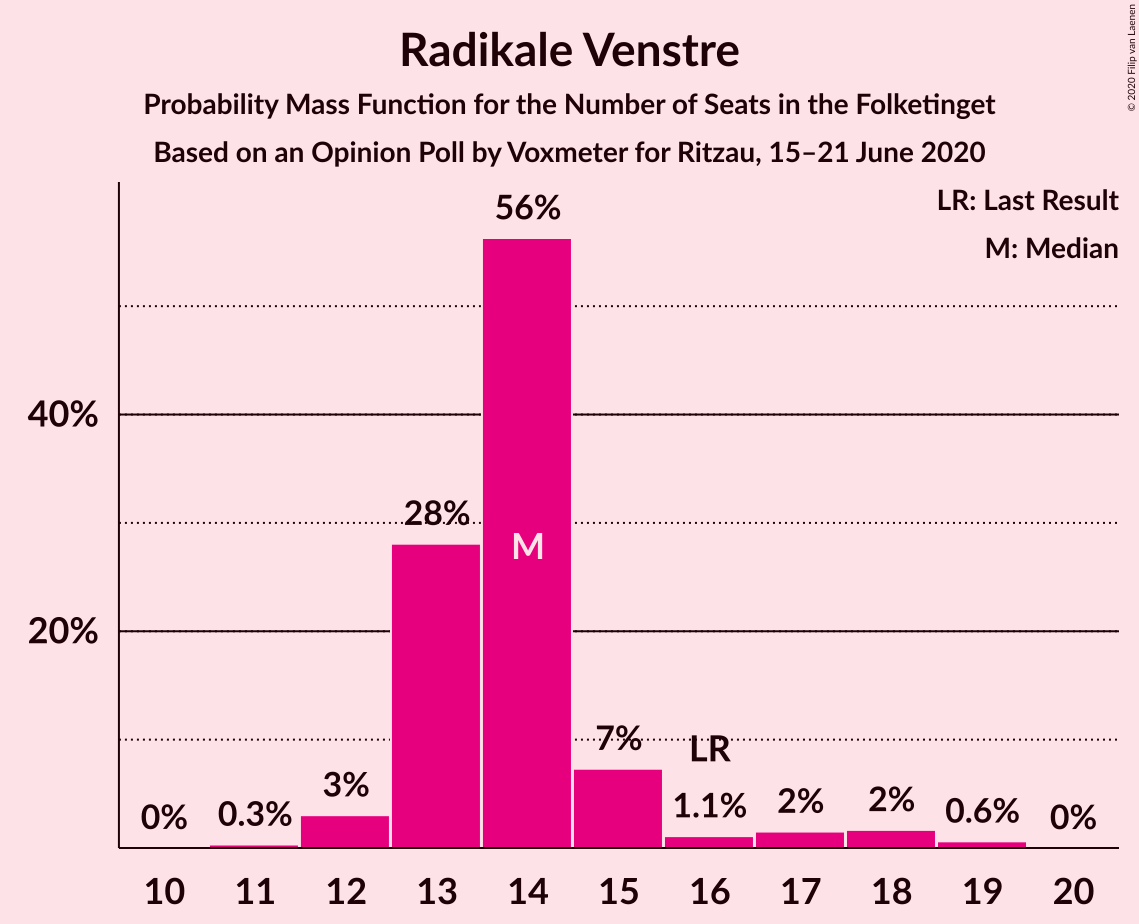 Radikale Venstre
Probability Mass Function for the Number of Seats in the Folketinget
Based on an Opinion Poll by Voxmeter for Ritzau, 15–21 June 2020
© 2020 Filip van Laenen
LR: Last Result
M: Median
56%
40%
28%
M
20%
7%
LR
3%
2%
2%
1.1%
0.6%
0.3%
0%
0%
10 11 12 13 14 15 16 17 18 19 20